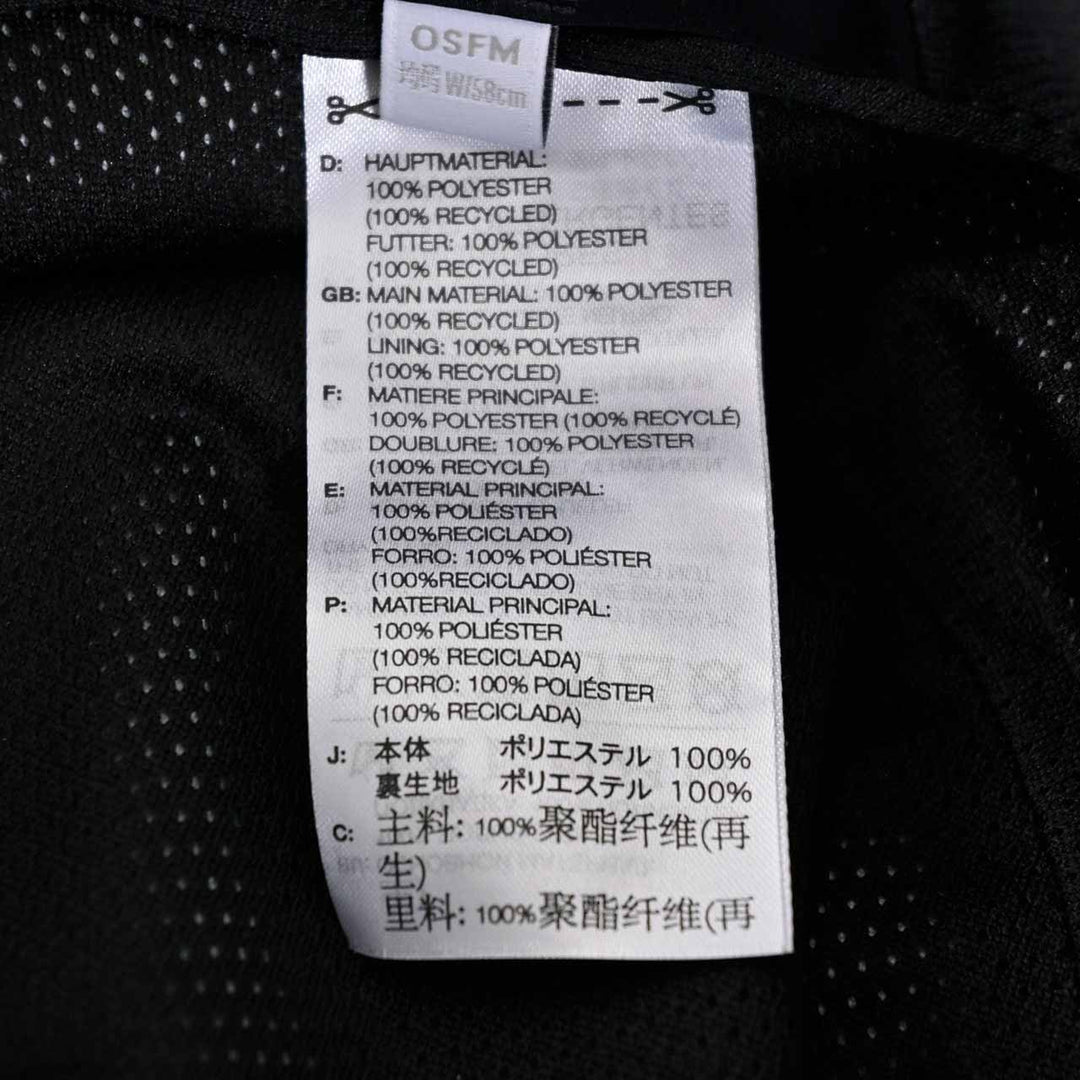 OSFM
均码 W/58cm
D: HAUPTMATERIAL:
100% POLYESTER
(100% RECYCLED)
FUTTER: 100% POLYESTER
(100% RECYCLED)
GB: MAIN MATERIAL: 100% POLYESTER
(100% RECYCLED)
LINING: 100% POLYESTER
(100% RECYCLED)
F: MATIERE PRINCIPALE:
100% POLYESTER (100% RECYCLÉ)
DOUBLURE: 100% POLYESTER
(100% RECYCLÉ)
E: MATERIAL PRINCIPAL:
100% POLIÉSTER
(100%RECICLADO)
FORRO: 100% POLIÉSTER
(100%RECICLADO)
P: MATERIAL PRINCIPAL:
100% POLIÉSTER
(100% RECICLADA)
FORRO: 100% POLIÉSTER
(100% RECICLADA)
J: 本体 ポリエステル 100%
裏生地 ポリエステル 100%
C: 主料: 100%聚酯纤维(再
生)
里料: 100%聚酯纤维(再